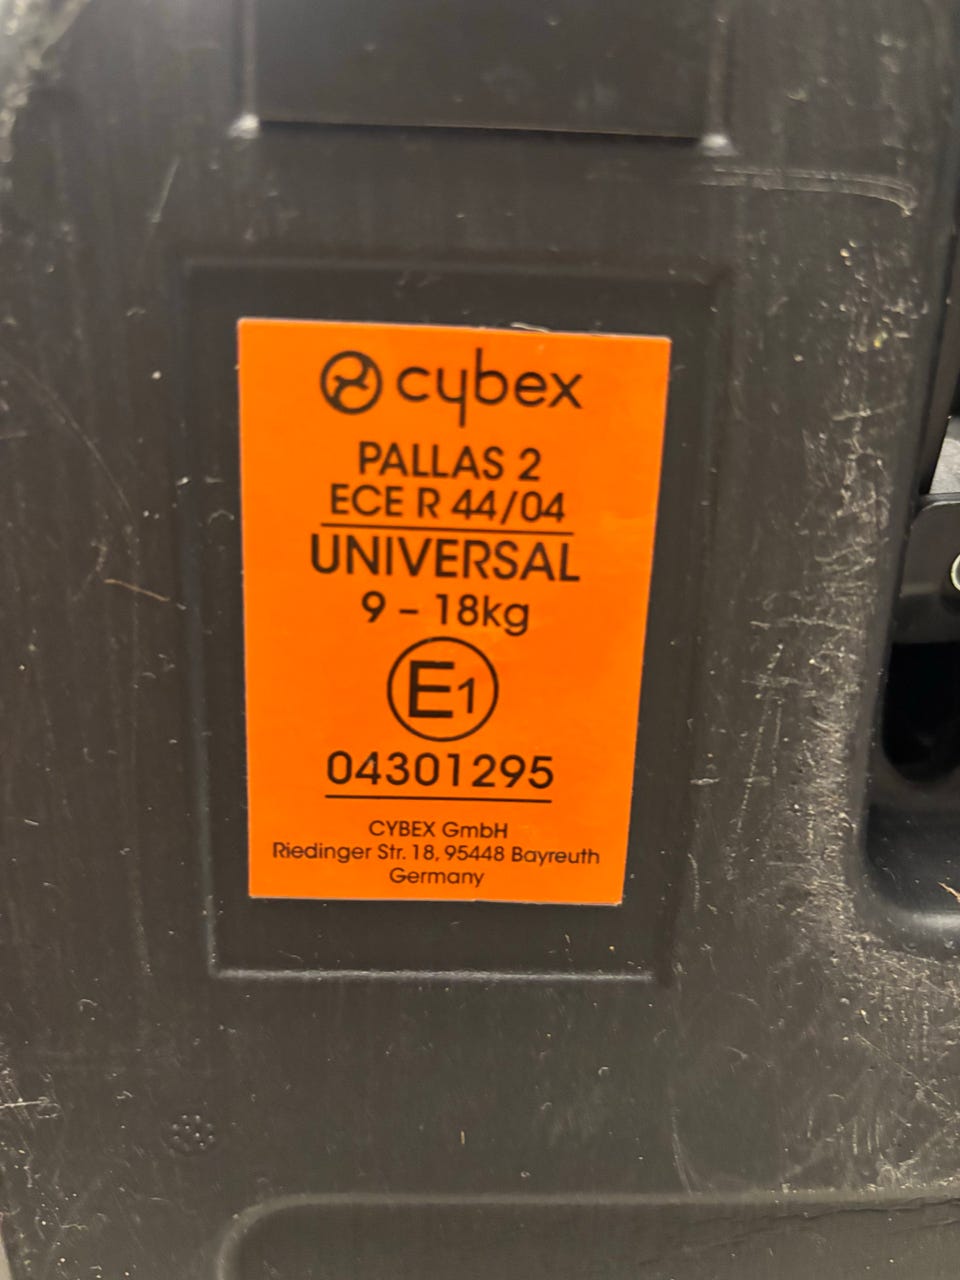 cybex
PALLAS 2
ECE R 44/04
UNIVERSAL
9 – 18kg
E1
04301295
CYBEX GmbH
Riedinger Str. 18, 95448 Bayreuth
Germany